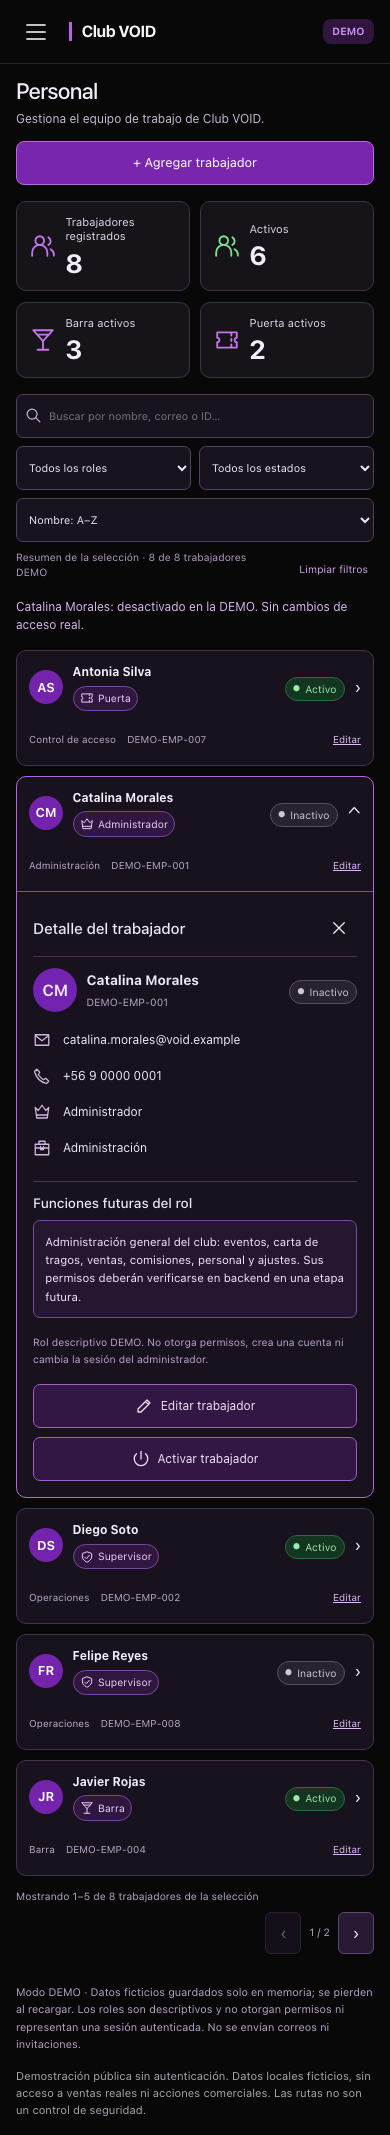 Club VOID
DEMO
Personal
Gestiona el equipo de trabajo de Club VOID.
+ Agregar trabajador
Trabajadores
registrados
8
Activos
6
Barra activos
3
Puerta activos
2
Buscar por nombre, correo o ID...
Todos los roles
Todos los estados
Nombre: A–Z
Resumen de la selección · 8 de 8 trabajadores
DEMO
Limpiar filtros
Catalina Morales: desactivado en la DEMO. Sin cambios de
acceso real.
AS
Antonia Silva
Puerta
Activo
Control de acceso DEMO-EMP-007
Editar
CM
Catalina Morales
Administrador
Inactivo
Administración DEMO-EMP-001
Editar
Detalle del trabajador
CM
Catalina Morales
DEMO-EMP-001
Inactivo
catalina.morales@void.example
+56 9 0000 0001
Administrador
Administración
Funciones futuras del rol
Administración general del club: eventos, carta de
tragos, ventas, comisiones, personal y ajustes. Sus
permisos deberán verificarse en backend en una etapa
futura.
Rol descriptivo DEMO. No otorga permisos, crea una cuenta ni
cambia la sesión del administrador.
Editar trabajador
Activar trabajador
DS
Diego Soto
Supervisor
Activo
Operaciones DEMO-EMP-002
Editar
FR
Felipe Reyes
Supervisor
Inactivo
Operaciones DEMO-EMP-008
Editar
JR
Javier Rojas
Barra
Activo
Barra DEMO-EMP-004
Editar
Mostrando 1–5 de 8 trabajadores de la selección
‹ 1 / 2 ›
Modo DEMO · Datos ficticios guardados solo en memoria; se pierden
al recargar. Los roles son descriptivos y no otorgan permisos ni
representan una sesión autenticada. No se envían correos ni
invitaciones.
Demostración pública sin autenticación. Datos locales ficticios, sin
acceso a ventas reales ni acciones comerciales. Las rutas no son
un control de seguridad.